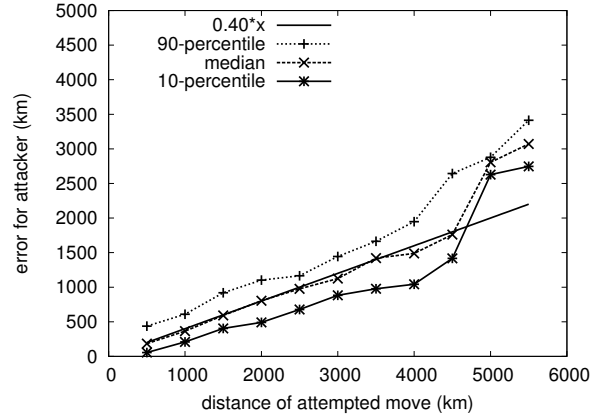 5000
4500
4000
3500
3000
2500
2000
1500
1000
500
0
error for attacker (km)
0.40*x
90-percentile
median
10-percentile
0 1000 2000 3000 4000 5000 6000
distance of attempted move (km)